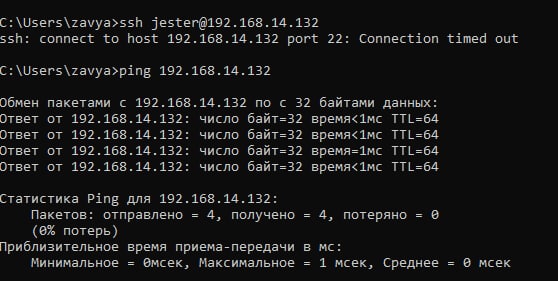 C:\Users\zavya>ssh jester@192.168.14.132
ssh: connect to host 192.168.14.132 port 22: Connection timed out
C:\Users\zavya>ping 192.168.14.132
Обмен пакетами с 192.168.14.132 по с 32 байтами данных:
Ответ от 192.168.14.132: число байт=32 время<1мс TTL=64
Ответ от 192.168.14.132: число байт=32 время<1мс TTL=64
Ответ от 192.168.14.132: число байт=32 время=1мс TTL=64
Ответ от 192.168.14.132: число байт=32 время<1мс TTL=64
Статистика Ping для 192.168.14.132:
Пакетов: отправлено = 4, получено = 4, потеряно = 0
(0% потерь)
Приблизительное время приема-передачи в мс:
Минимальное = 0мсек, Максимальное = 1 мсек, Среднее = 0 мсек